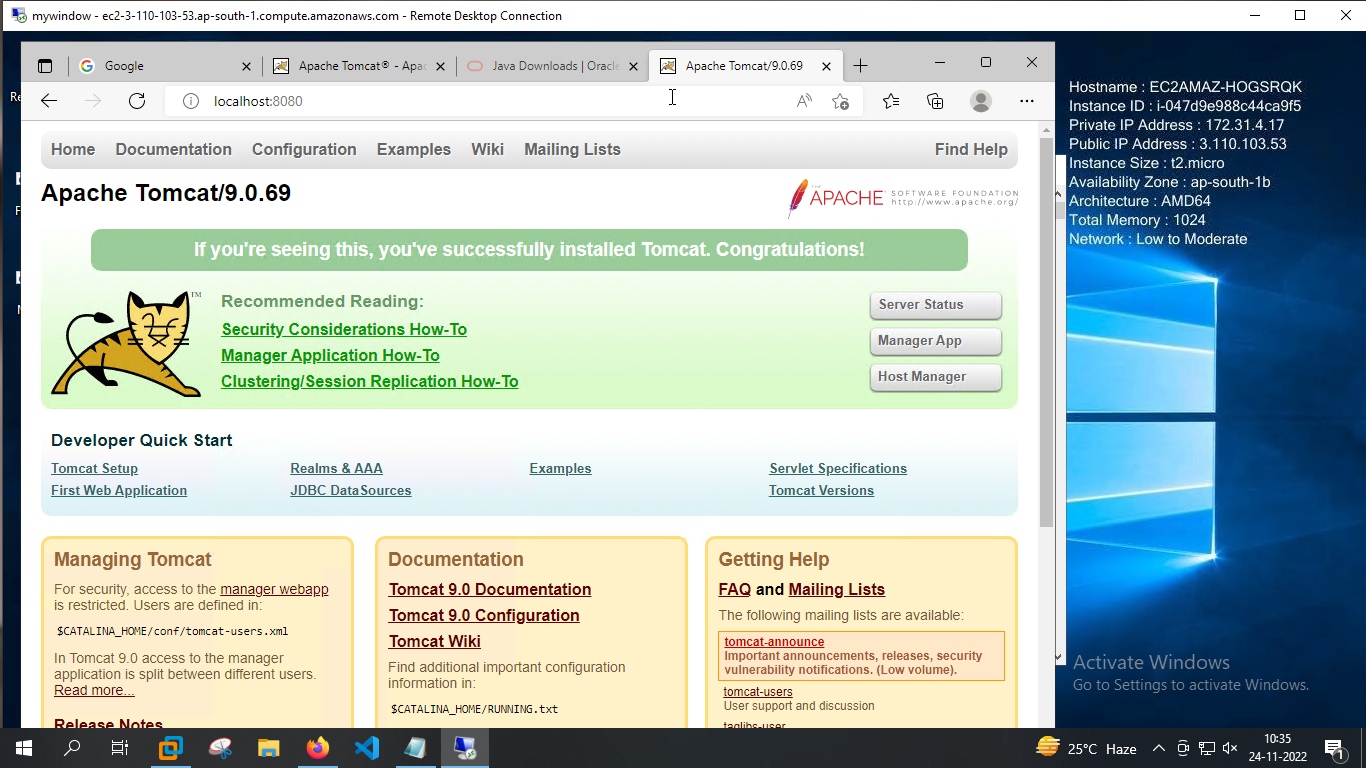 mywindow - ec2-3-110-103-53.ap-south-1.compute.amazonaws.com - Remote Desktop Connection
Google
Apache Tomcat® - Apac
Java Downloads | Oracle
Apache Tomcat/9.0.69
localhost:8080
Hostname : EC2AMAZ-HOGSRQK
Instance ID : i-047d9e988c44ca9f5
Private IP Address : 172.31.4.17
Public IP Address : 3.110.103.53
Instance Size : t2.micro
Availability Zone : ap-south-1b
Architecture : AMD64
Total Memory : 1024
Network : Low to Moderate
Home Documentation Configuration Examples Wiki Mailing Lists Find Help
Apache Tomcat/9.0.69
THE APACHE® SOFTWARE FOUNDATION
http://www.apache.org/
If you're seeing this, you've successfully installed Tomcat. Congratulations!
TM
Recommended Reading:
Security Considerations How-To
Manager Application How-To
Clustering/Session Replication How-To
Server Status
Manager App
Host Manager
Developer Quick Start
Tomcat Setup
First Web Application
Realms & AAA
JDBC DataSources
Examples
Servlet Specifications
Tomcat Versions
Managing Tomcat
For security, access to the manager webapp
is restricted. Users are defined in:
$CATALINA_HOME/conf/tomcat-users.xml
In Tomcat 9.0 access to the manager
application is split between different users.
Read more...
Release Notes
Documentation
Tomcat 9.0 Documentation
Tomcat 9.0 Configuration
Tomcat Wiki
Find additional important configuration
information in:
$CATALINA_HOME/RUNNING.txt
Getting Help
FAQ and Mailing Lists
The following mailing lists are available:
tomcat-announce
Important announcements, releases, security
vulnerability notifications. (Low volume).
tomcat-users
User support and discussion
taglibs-user
Activate Windows
Go to Settings to activate Windows.
25°C Haze
10:35
24-11-2022
1